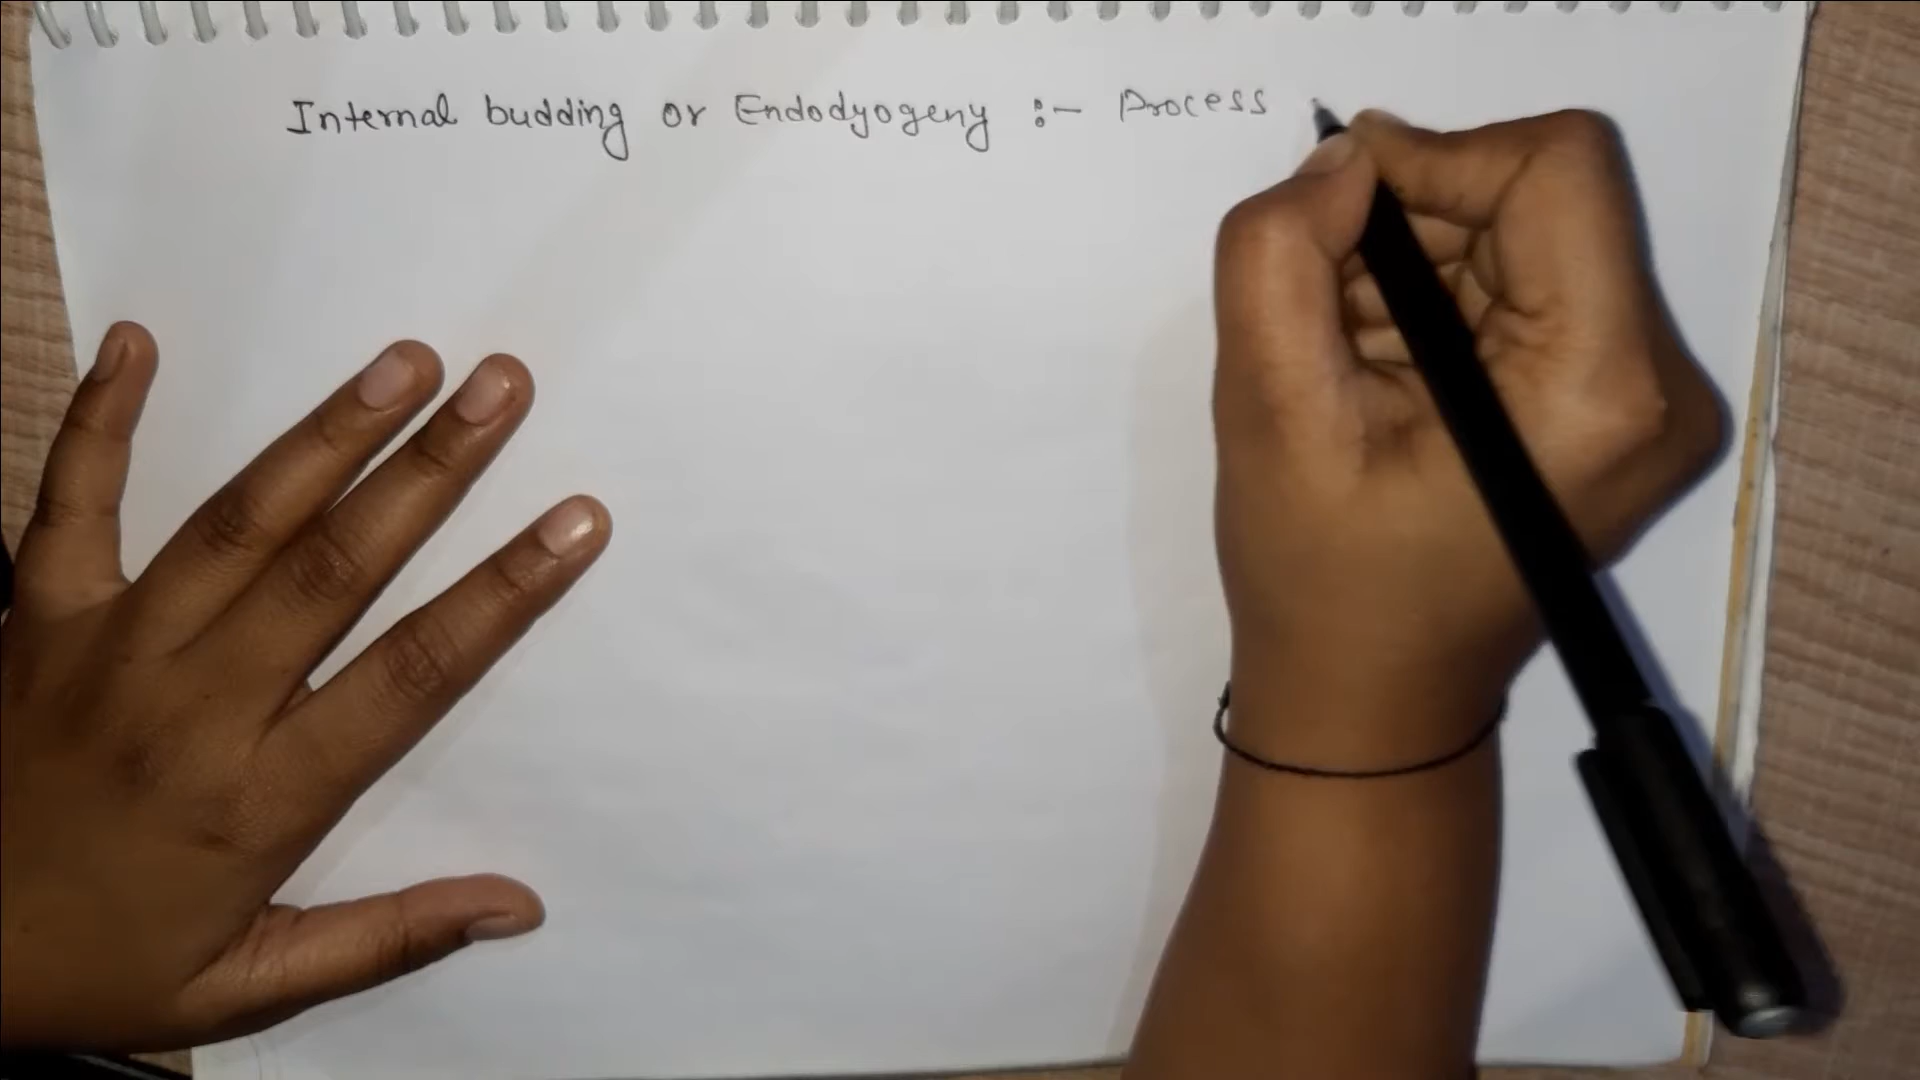 Internal budding or Endodyogeny :- Process